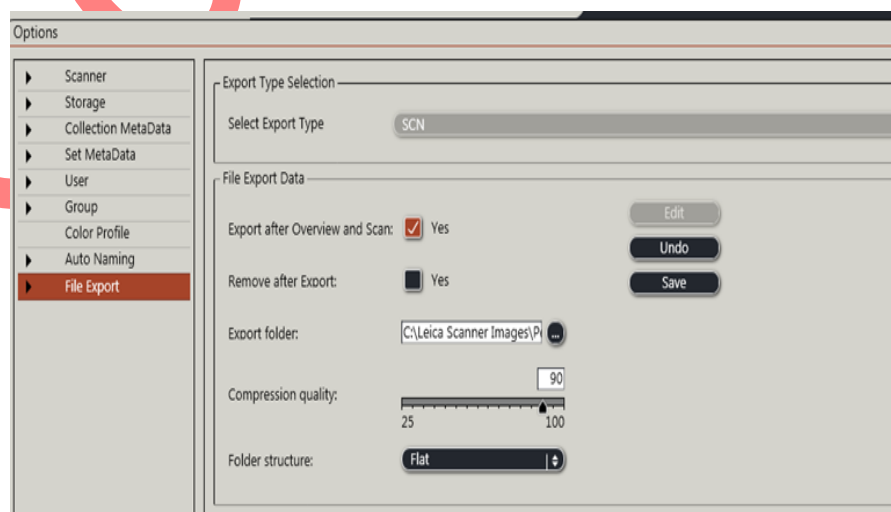 Options
Scanner
Storage
Collection MetaData
Set MetaData
User
Group
Color Profile
Auto Naming
File Export
Export Type Selection
Select Export Type SCN
File Export Data
Export after Overview and Scan: Yes
Edit
Undo
Remove after Export: Yes
Save
Export folder: C:\Leica Scanner Images\P ...
Compression quality: 90
25 100
Folder structure: Flat